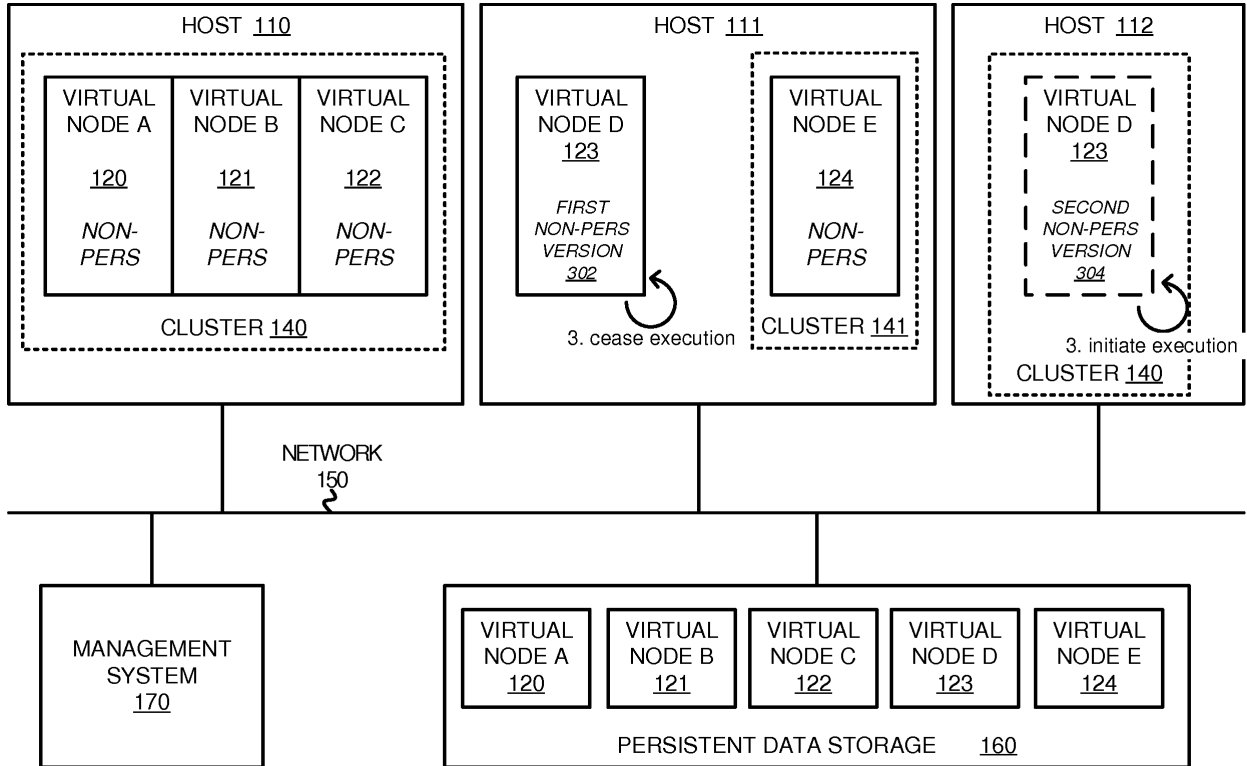 HOST 110
VIRTUAL
NODE A
120
NON-
PERS
VIRTUAL
NODE B
121
NON-
PERS
VIRTUAL
NODE C
122
NON-
PERS
CLUSTER 140
HOST 111
VIRTUAL
NODE D
123
FIRST
NON-PERS
VERSION
302
3. cease execution
VIRTUAL
NODE E
124
NON-
PERS
CLUSTER 141
HOST 112
VIRTUAL
NODE D
123
SECOND
NON-PERS
VERSION
304
3. initiate execution
CLUSTER 140
NETWORK
150
MANAGEMENT
SYSTEM
170
VIRTUAL
NODE A
120
VIRTUAL
NODE B
121
VIRTUAL
NODE C
122
VIRTUAL
NODE D
123
VIRTUAL
NODE E
124
PERSISTENT DATA STORAGE 160